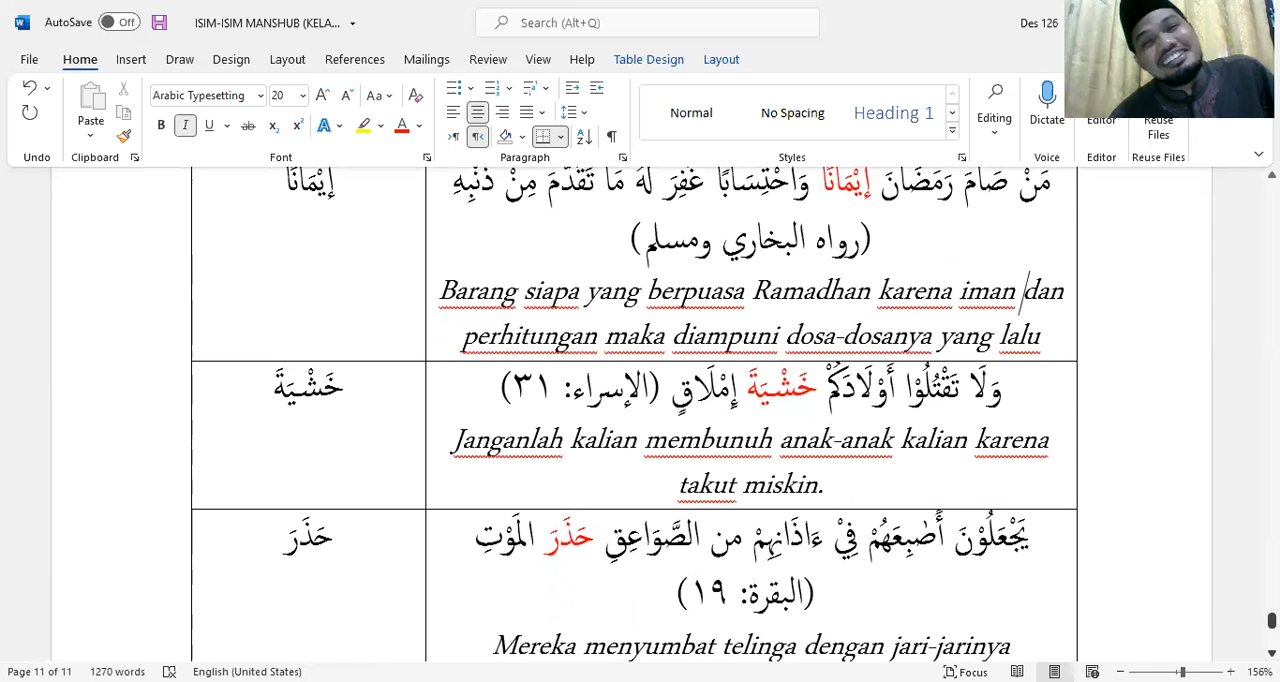 AutoSave Off ISIM-ISIM MANSHUB (KELA... Search (Alt+Q) Des 126
File Home Insert Draw Design Layout References Mailings Review View Help Table Design Layout
Paste Arabic Typesetting 20 Normal No Spacing Heading 1 Editing Dictate Editor Reuse Files
Undo Clipboard Font Paragraph Styles Voice Editor Reuse Files
مَنْ صَامَ رَمَضَانَ إِيْمَانًا وَاحْتِسَابًا غُفِرَ لَهُ مَا تَقَدَّمَ مِنْ ذَنْبِهِ
إِيْمَانًا
(رواه البخاري ومسلم)
Barang siapa yang berpuasa Ramadhan karena iman dan
perhitungan maka diampuni dosa-dosanya yang lalu
وَلَا تَقْتُلُوْا أَوْلَادَكُمْ خَشْيَةَ إِمْلَاقٍ (الإسراء: ٣١)
خَشْيَةَ
Janganlah kalian membunuh anak-anak kalian karena
takut miskin.
يَجْعَلُوْنَ أَصٰبِعَهُمْ فِيْ ءَاذَانِهِمْ من الصَّوَاعِقِ حَذَرَ المَوْتِ
حَذَرَ
(البقرة: ١٩)
Mereka menyumbat telinga dengan jari-jarinya
Page 11 of 11 1270 words English (United States) Focus 156%